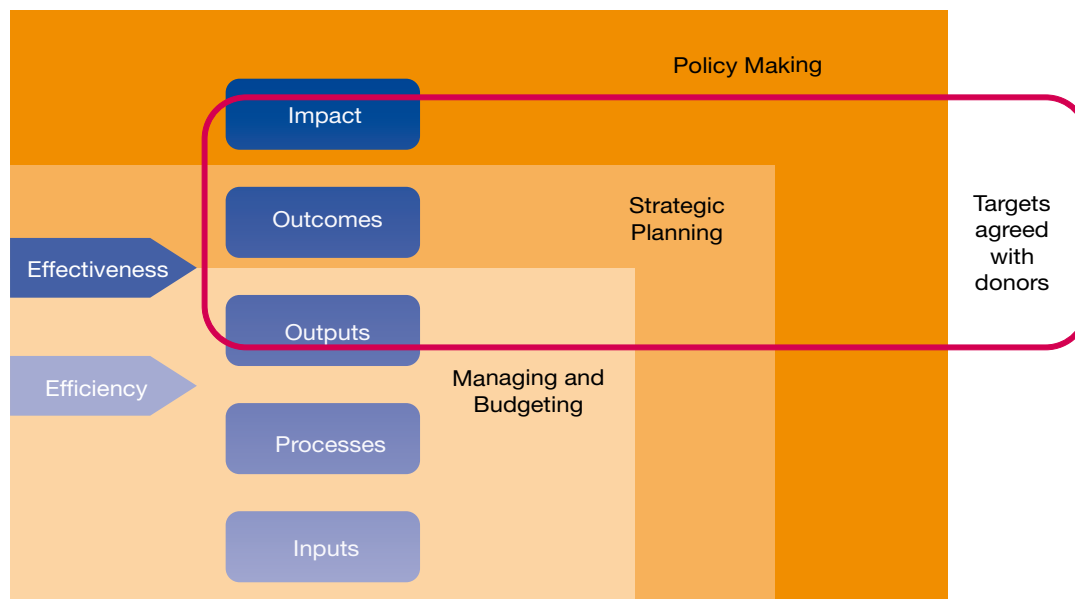 Policy Making
Impact
Outcomes
Strategic
Planning
Targets
agreed
with
donors
Effectiveness
Outputs
Efficiency
Managing and
Budgeting
Processes
Inputs